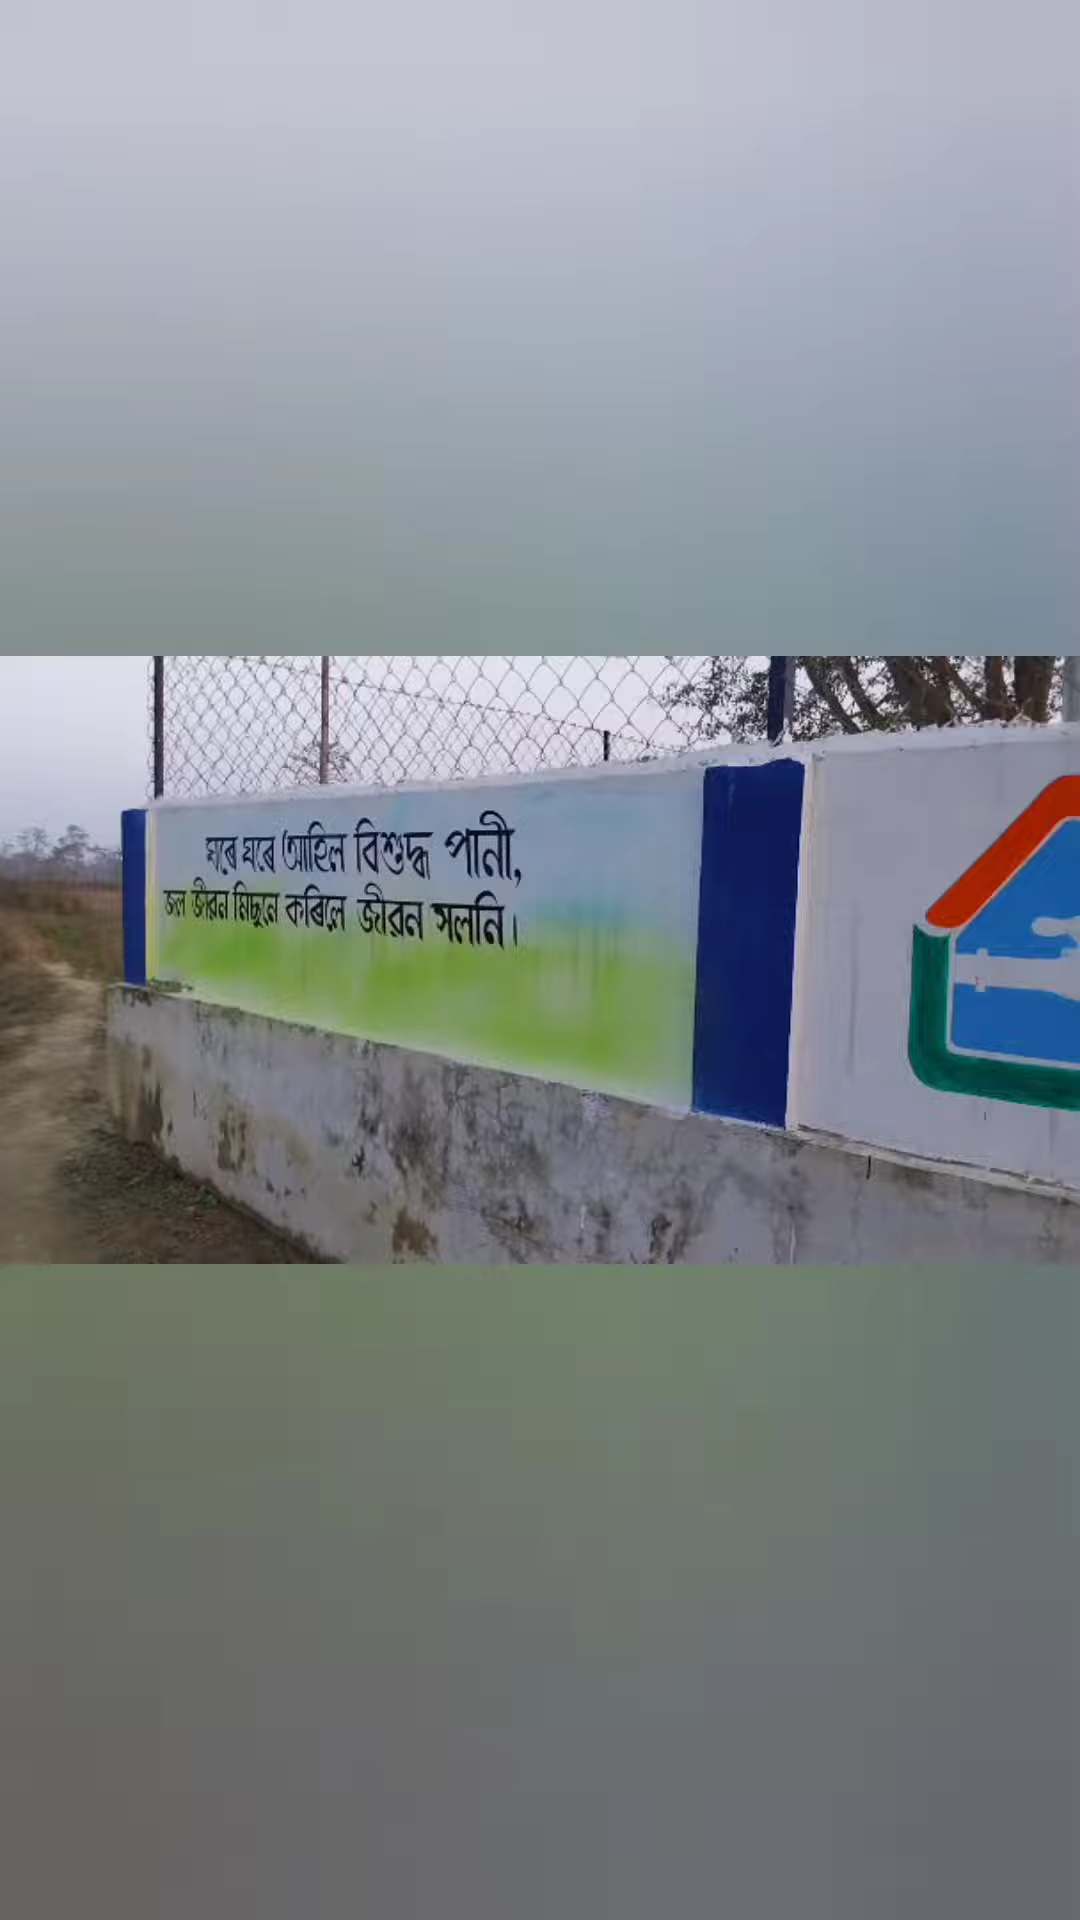 ঘৰে ঘৰে আহিল বিশুদ্ধ পানী,
জল জীৱন মিছনে কৰিলে জীৱন সলনি।